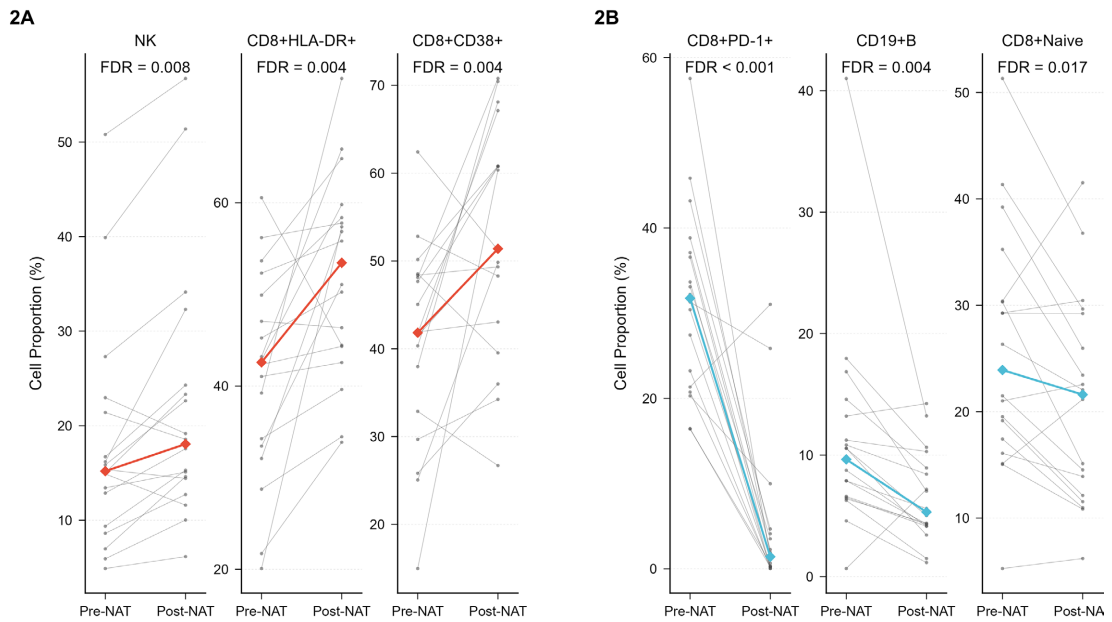 2A
2B
NK
CD8+HLA-DR+
CD8+CD38+
CD8+PD-1+
CD19+B
CD8+Naive
FDR = 0.008
FDR = 0.004
FDR = 0.004
FDR < 0.001
FDR = 0.004
FDR = 0.017
Cell Proportion (%)
50
40
30
20
10
60
40
20
70
60
50
40
30
20
Cell Proportion (%)
60
40
20
0
40
30
20
10
0
50
40
30
20
10
Pre-NAT Post-NAT
Pre-NAT Post-NAT
Pre-NAT Post-NAT
Pre-NAT Post-NAT
Pre-NAT Post-NAT
Pre-NAT Post-NAT